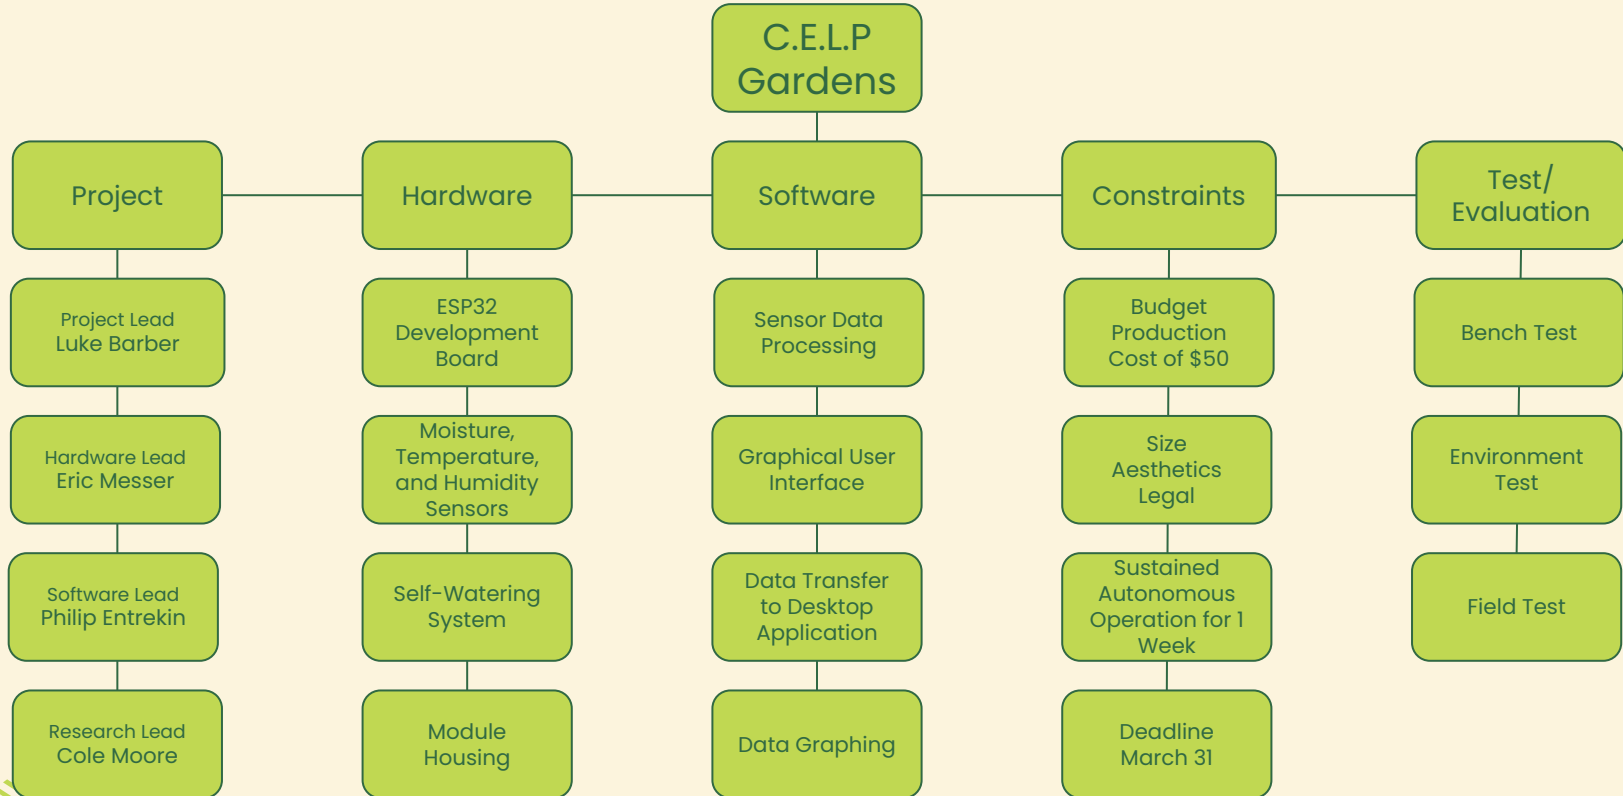 C.E.L.P
Gardens
Project
Hardware
Software
Constraints
Test/
Evaluation
Project Lead
Luke Barber
Hardware Lead
Eric Messer
Software Lead
Philip Entrekin
Research Lead
Cole Moore
ESP32
Development
Board
Moisture,
Temperature,
and Humidity
Sensors
Self-Watering
System
Module
Housing
Sensor Data
Processing
Graphical User
Interface
Data Transfer
to Desktop
Application
Data Graphing
Budget
Production
Cost of $50
Size
Aesthetics
Legal
Sustained
Autonomous
Operation for 1
Week
Deadline
March 31
Bench Test
Environment
Test
Field Test